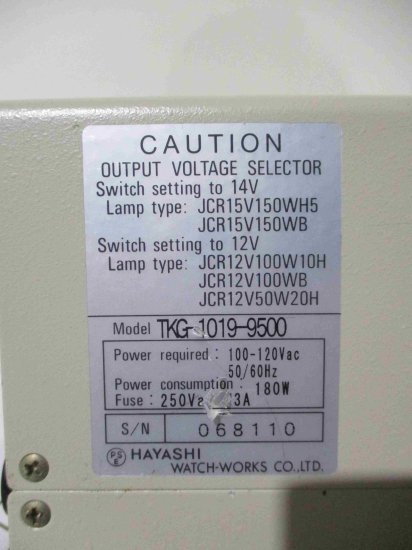 CAUTION
OUTPUT VOLTAGE SELECTOR
Switch setting to 14V
Lamp type: JCR15V150WH5
JCR15V150WB
Switch setting to 12V
Lamp type: JCR12V100W10H
JCR12V100WB
JCR12V50W20H
Model TKG-1019-9500
Power required: 100-120Vac
50/60Hz
Power consumption: 180W
Fuse: 250Va 3A
S/N 068110
PSE HAYASHI
WATCH-WORKS CO.,LTD.